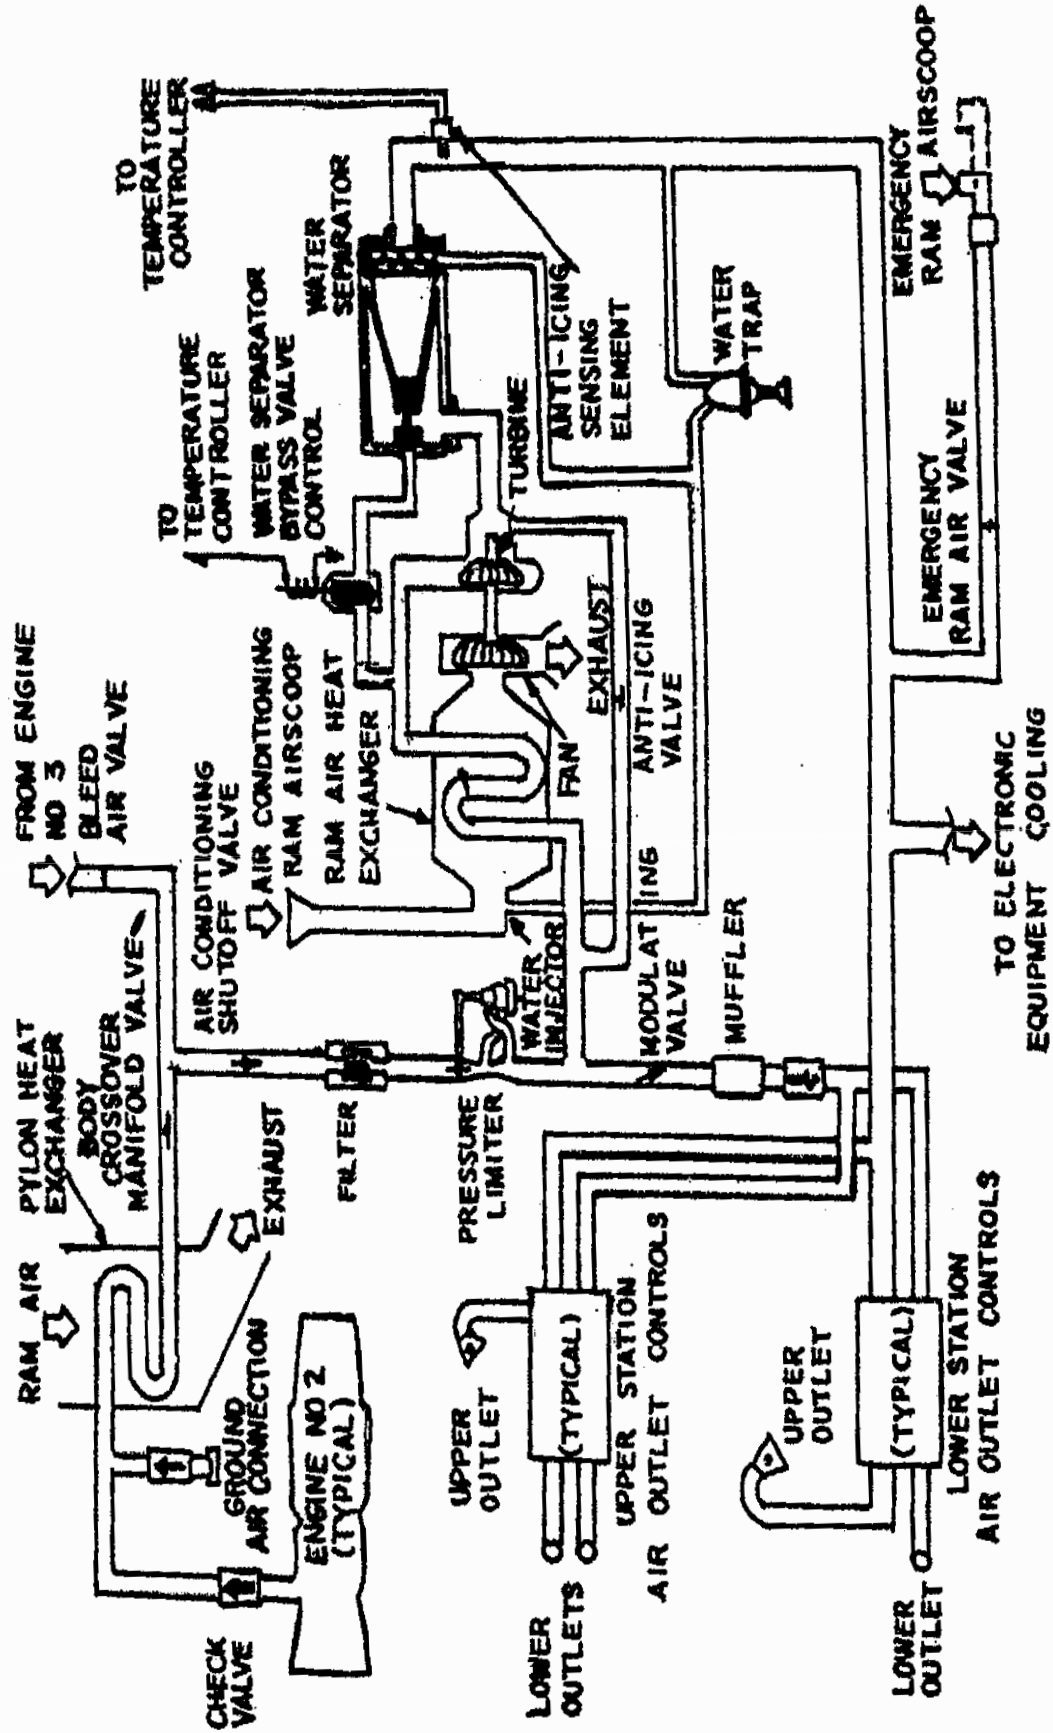 CHECK
VALVE
RAM AIR
PYLON HEAT
EXCHANGER
BODY
CROSSOVER
MANIFOLD VALVE
FROM ENGINE
NO 3
BLEED
AIR VALVE
GROUND
AIR CONNECTION
EXHAUST
ENGINE NO 2
(TYPICAL)
AIR CONDITIONING
SHUTOFF VALVE
AIR CONDITIONING
RAM AIRSCOOP
RAM AIR HEAT
EXCHANGER
TO
TEMPERATURE
CONTROLLER
WATER SEPARATOR
BYPASS VALVE
CONTROL
TO
TEMPERATURE
CONTROLLER
WATER
SEPARATOR
FILTER
PRESSURE
LIMITER
WATER
INJECTOR
FAN
EXHAUST
TURBINE
ANTI-ICING
SENSING
ELEMENT
ANTI-ICING
VALVE
WATER
TRAP
MODULATING
VALVE
MUFFLER
UPPER
OUTLET
(TYPICAL)
LOWER
OUTLETS
UPPER STATION
AIR OUTLET CONTROLS
UPPER
OUTLET
(TYPICAL)
LOWER
OUTLET
LOWER STATION
AIR OUTLET CONTROLS
TO ELECTRONIC
EQUIPMENT COOLING
EMERGENCY
RAM AIR VALVE
EMERGENCY
RAM AIRSCOOP